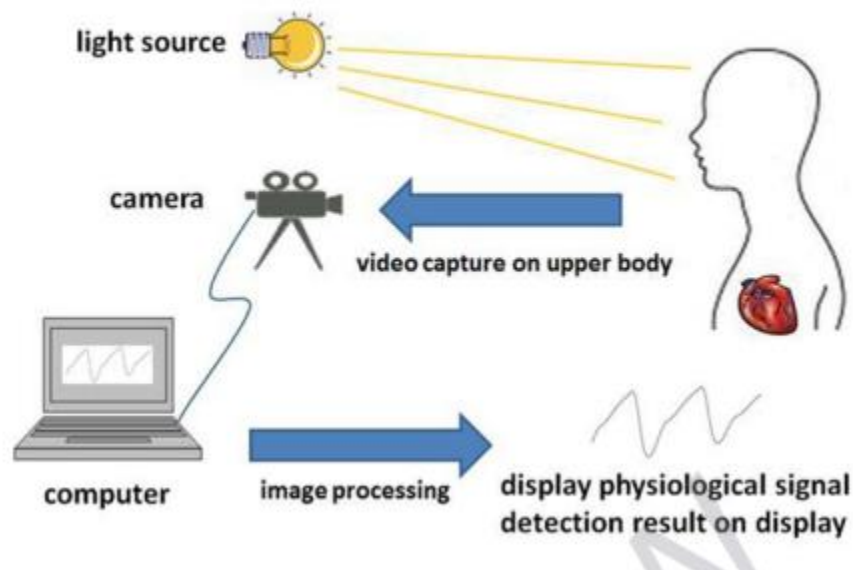 light source
camera
video capture on upper body
computer
image processing
display physiological signal
detection result on display